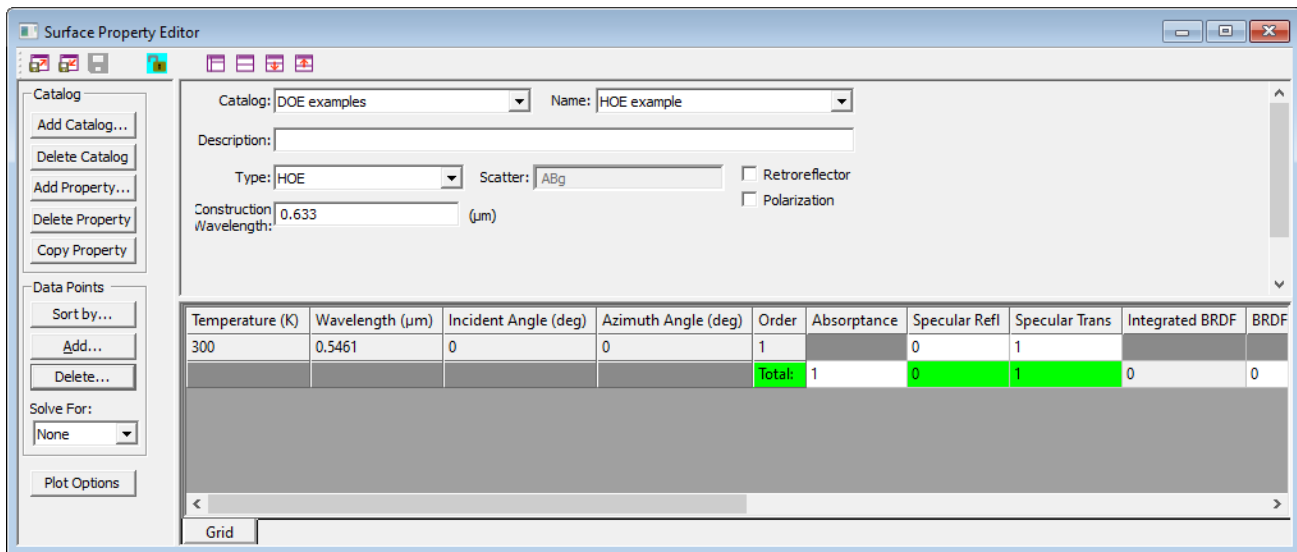 Surface Property Editor
Catalog
Add Catalog...
Delete Catalog
Add Property...
Delete Property
Copy Property
Data Points
Sort by...
Add...
Delete...
Solve For:
None
Plot Options
Catalog: DOE examples Name: HOE example
Description:
Type: HOE Scatter: ABg Retroreflector
Polarization
Construction Wavelength: 0.633 (µm)
Temperature (K) Wavelength (µm) Incident Angle (deg) Azimuth Angle (deg) Order Absorptance Specular Refl Specular Trans Integrated BRDF BRDF
300 0.5461 0 0 1 0 1
Total: 1 0 1 0 0
Grid